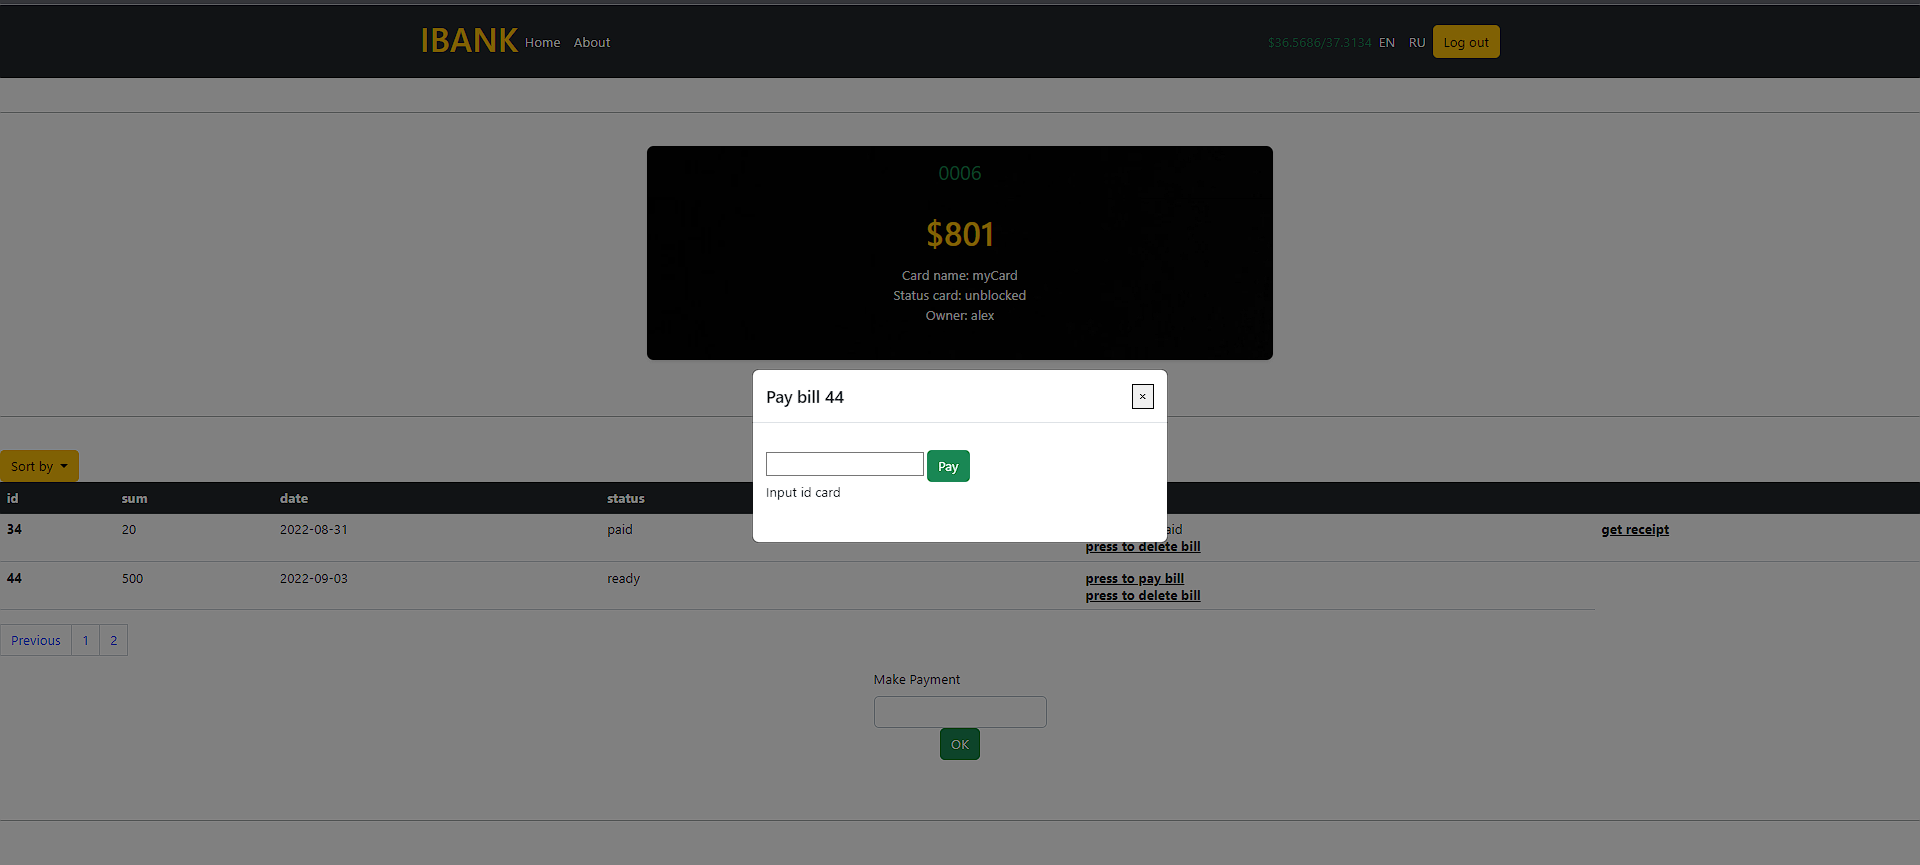 IBANK Home About $36.5686/37.3134 EN RU Log out
0006
$801
Card name: myCard
Status card: unblocked
Owner: alex
Pay bill 44
×
Pay
Input id card
Sort by
id sum date status
34 20 2022-08-31 paid get receipt
press to delete bill
44 500 2022-09-03 ready press to pay bill
press to delete bill
Previous 1 2
Make Payment
OK